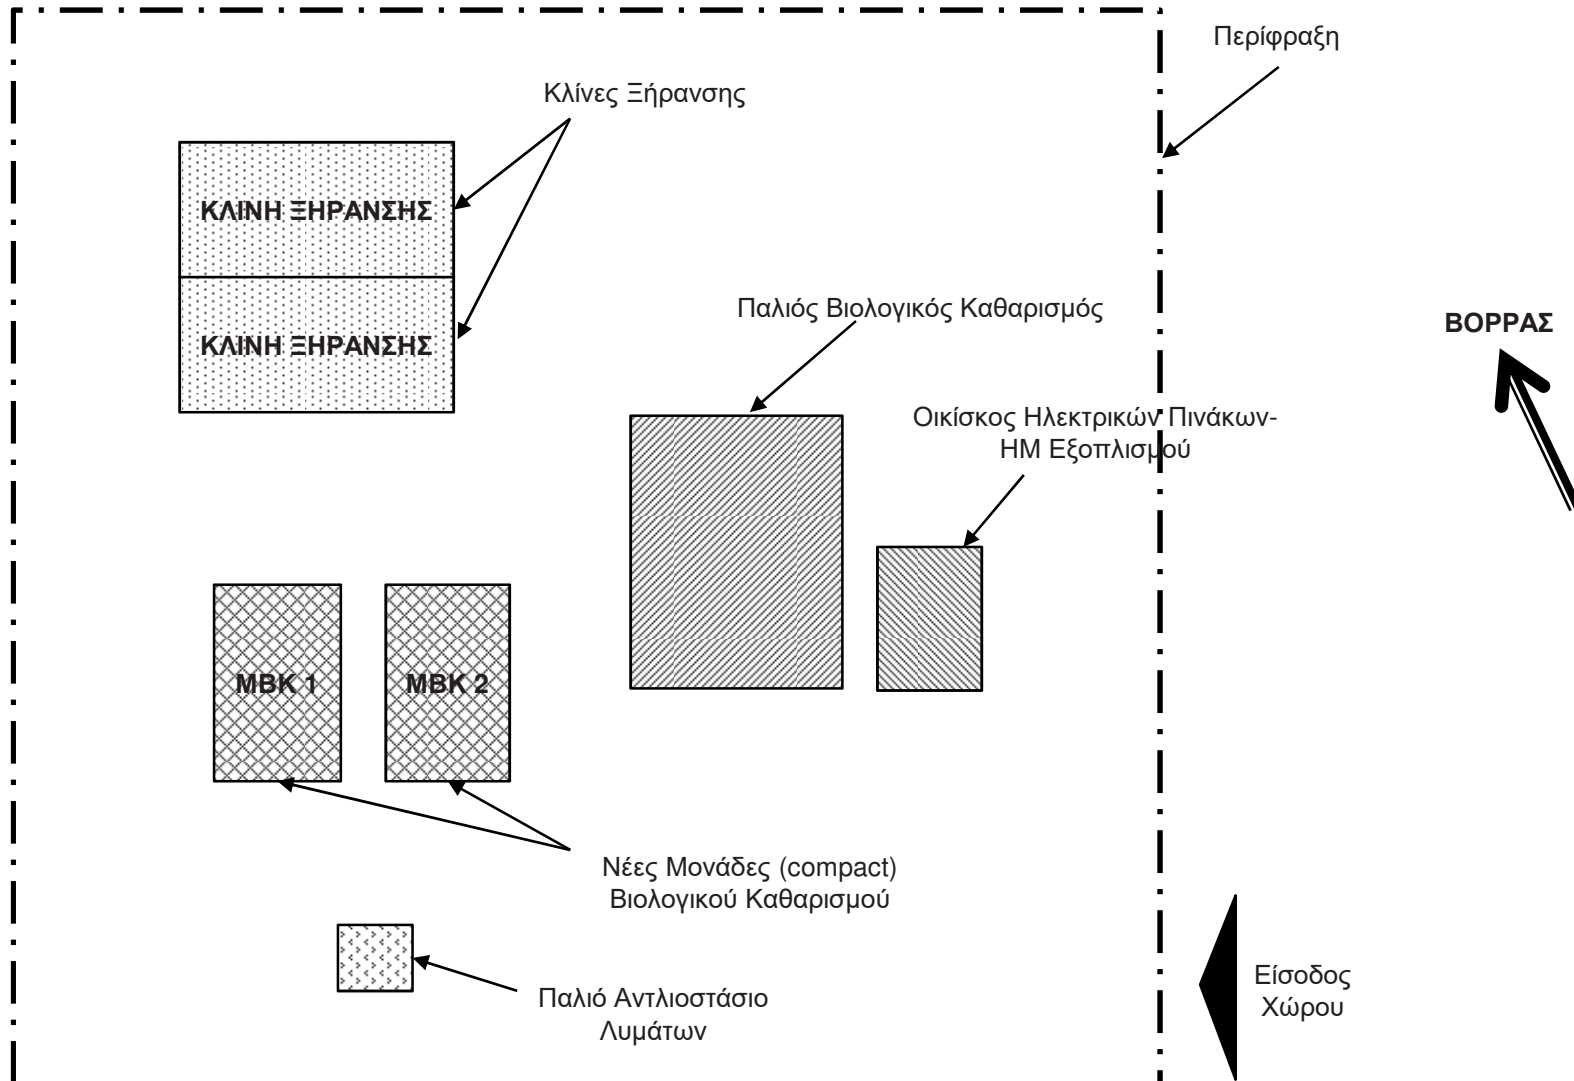 Περίφραξη
Κλίνες Ξήρανσης
ΚΛΙΝΗ ΞΗΡΑΝΣΗΣ
ΚΛΙΝΗ ΞΗΡΑΝΣΗΣ
Παλιός Βιολογικός Καθαρισμός
ΒΟΡΡΑΣ
Οικίσκος Ηλεκτρικών Πινάκων-
ΗΜ Εξοπλισμού
ΜΒΚ 1
ΜΒΚ 2
Νέες Μονάδες (compact)
Βιολογικού Καθαρισμού
Παλιό Αντλιοστάσιο
Λυμάτων
Είσοδος
Χώρου